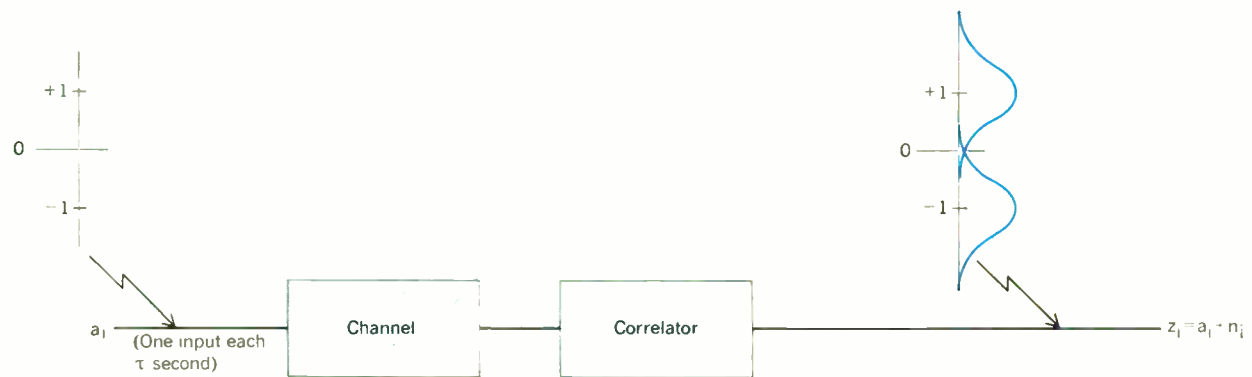 +1
0
-1
a_i
(One input each
τ second)
Channel
Correlator
+1
0
-1
z_i = a_i + n_i